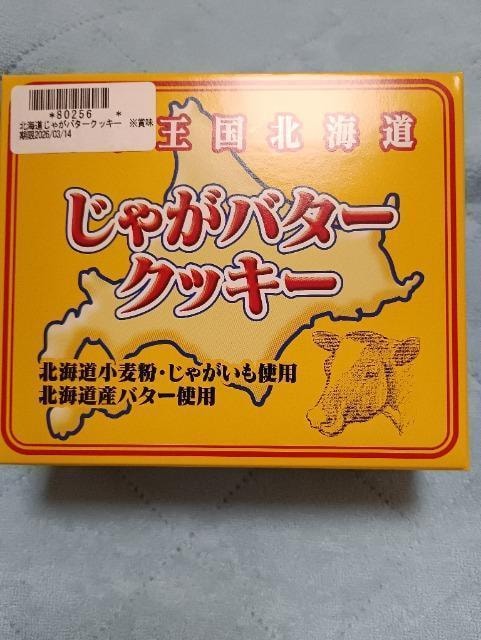 *80256 *
北海道じゃがバタークッキー ※賞味
期限2026/03/14
王国北海道
じゃがバター
クッキー
北海道小麦粉・じゃがいも使用
北海道産バター使用